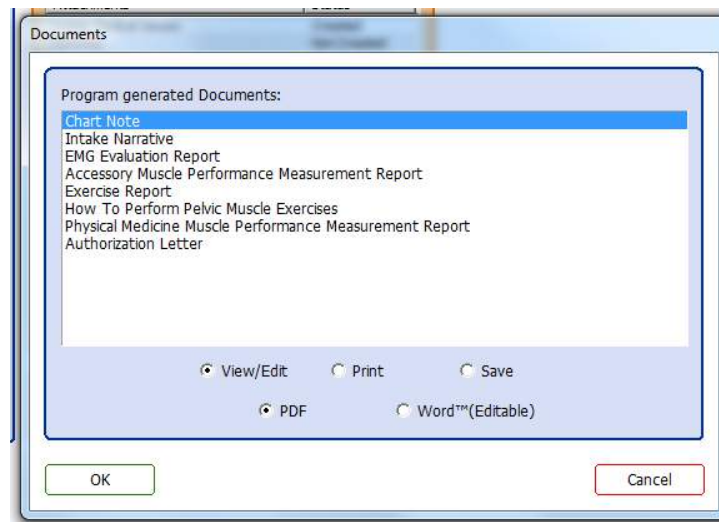 Documents
Program generated Documents:
Chart Note
Intake Narrative
EMG Evaluation Report
Accessory Muscle Performance Measurement Report
Exercise Report
How To Perform Pelvic Muscle Exercises
Physical Medicine Muscle Performance Measurement Report
Authorization Letter
View/Edit Print Save
PDF Word™(Editable)
OK Cancel